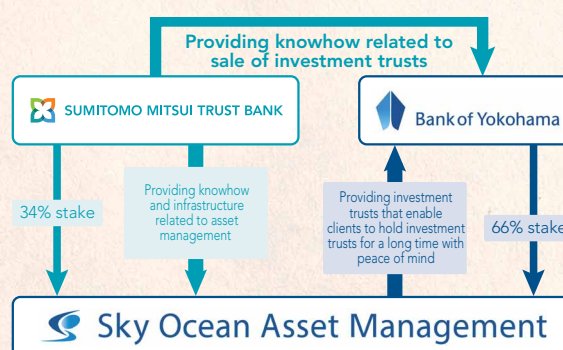 Providing knowhow related to
sale of investment trusts
SUMITOMO MITSUI TRUST BANK
Bank of Yokohama
34% stake
Providing knowhow
and infrastructure
related to asset
management
Providing investment
trusts that enable
clients to hold investment
trusts for a long time with
peace of mind
66% stake
Sky Ocean Asset Management